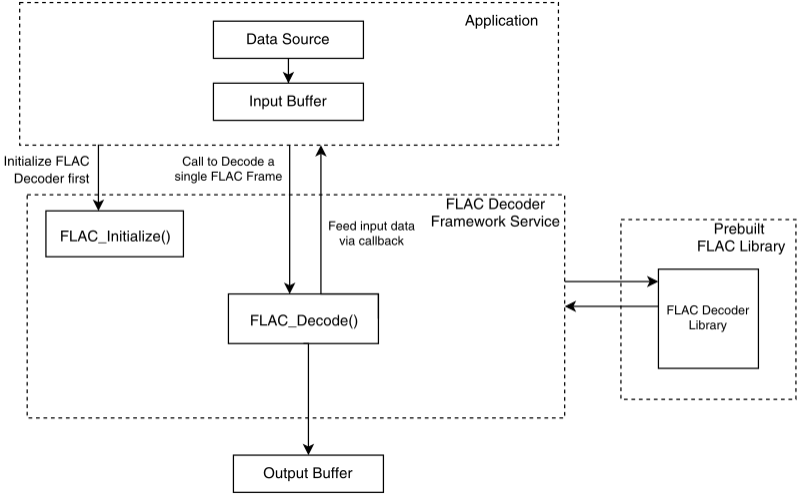 Application
Data Source
Input Buffer
Initialize FLAC
Decoder first
Call to Decode a
single FLAC Frame
Feed input data
via callback
FLAC Decoder
Framework Service
FLAC_Initialize()
FLAC_Decode()
Prebuilt
FLAC Library
FLAC Decoder
Library
Output Buffer